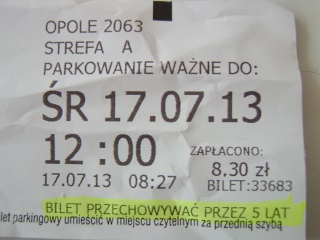 OPOLE 2063
STREFA A
PARKOWANIE WAŻNE DO:
ŚR 17.07.13
12 :00
ZAPŁACONO:
8,30 zł
17.07.13 08:27
BILET:33683
BILET PRZECHOWYWAĆ PRZEZ 5 LAT
ilet parkingowy umieścić w miejscu czytelnym za przednią szybą